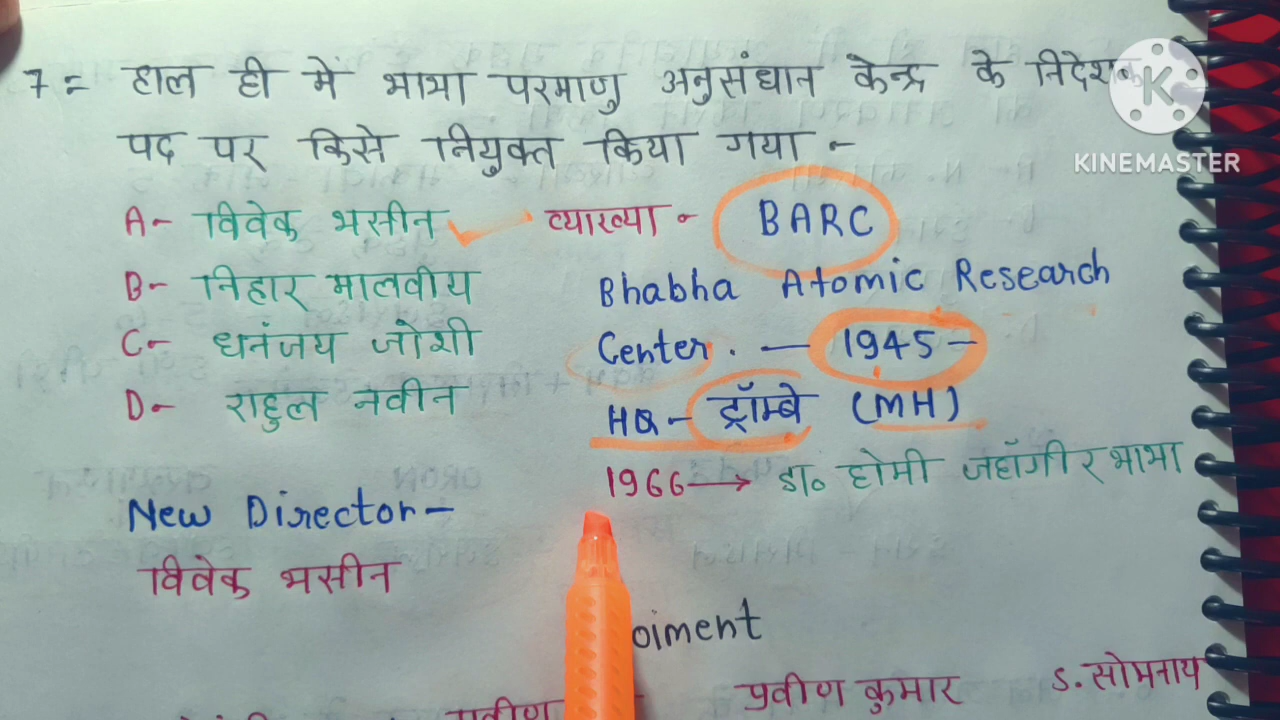 7= हाल ही में भाभा परमाणु अनुसंधान केन्द्र के निदेशक
पद पर किसे नियुक्त किया गया -
A- विवेक भसीन
B- निहार मालवीय
C- धनंजय जोशी
D- राहुल नवीन
New Director-
विवेक भसीन
व्याख्या - BARC
Bhabha Atomic Research
Center. — 1945-
HQ- ट्रॉम्बे (MH)
1966→ डा० होमी जहाँगीर भाभा
oiment
प्रवीण कुमार S. सोमनाथ
प्रवीण
KINEMASTER